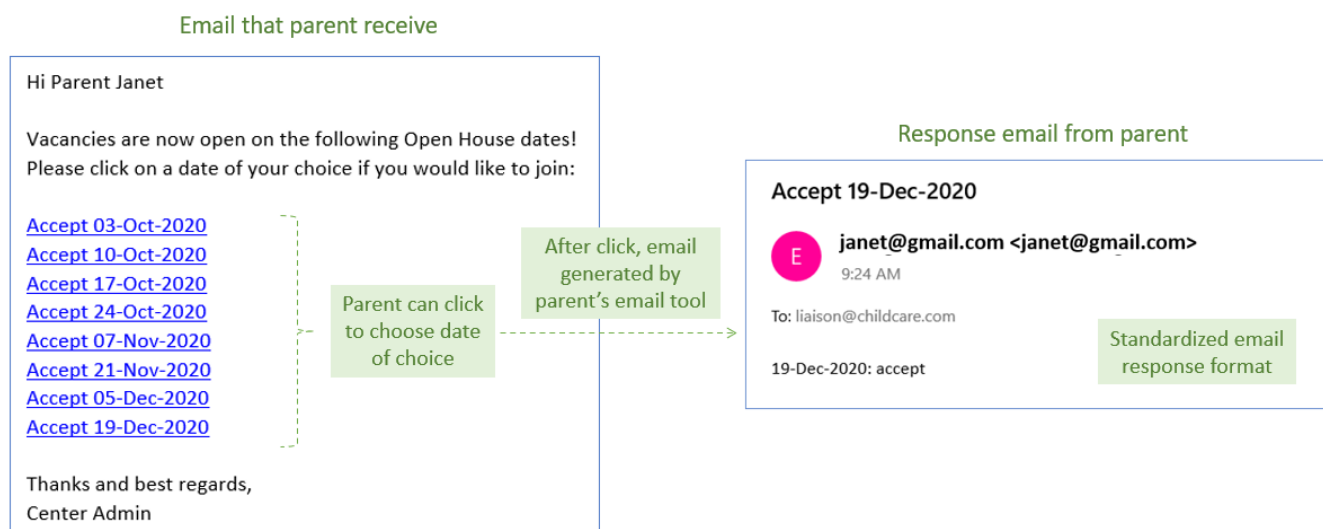 Email that parent receive
Hi Parent Janet
Vacancies are now open on the following Open House dates!
Please click on a date of your choice if you would like to join:
Accept 03-Oct-2020
Accept 10-Oct-2020
Accept 17-Oct-2020
Accept 24-Oct-2020
Accept 07-Nov-2020
Accept 21-Nov-2020
Accept 05-Dec-2020
Accept 19-Dec-2020
Thanks and best regards,
Center Admin
Parent can click
to choose date
of choice
After click, email
generated by
parent's email tool
Response email from parent
Accept 19-Dec-2020
E
janet@gmail.com <janet@gmail.com>
9:24 AM
To: liaison@childcare.com
19-Dec-2020: accept
Standardized email
response format